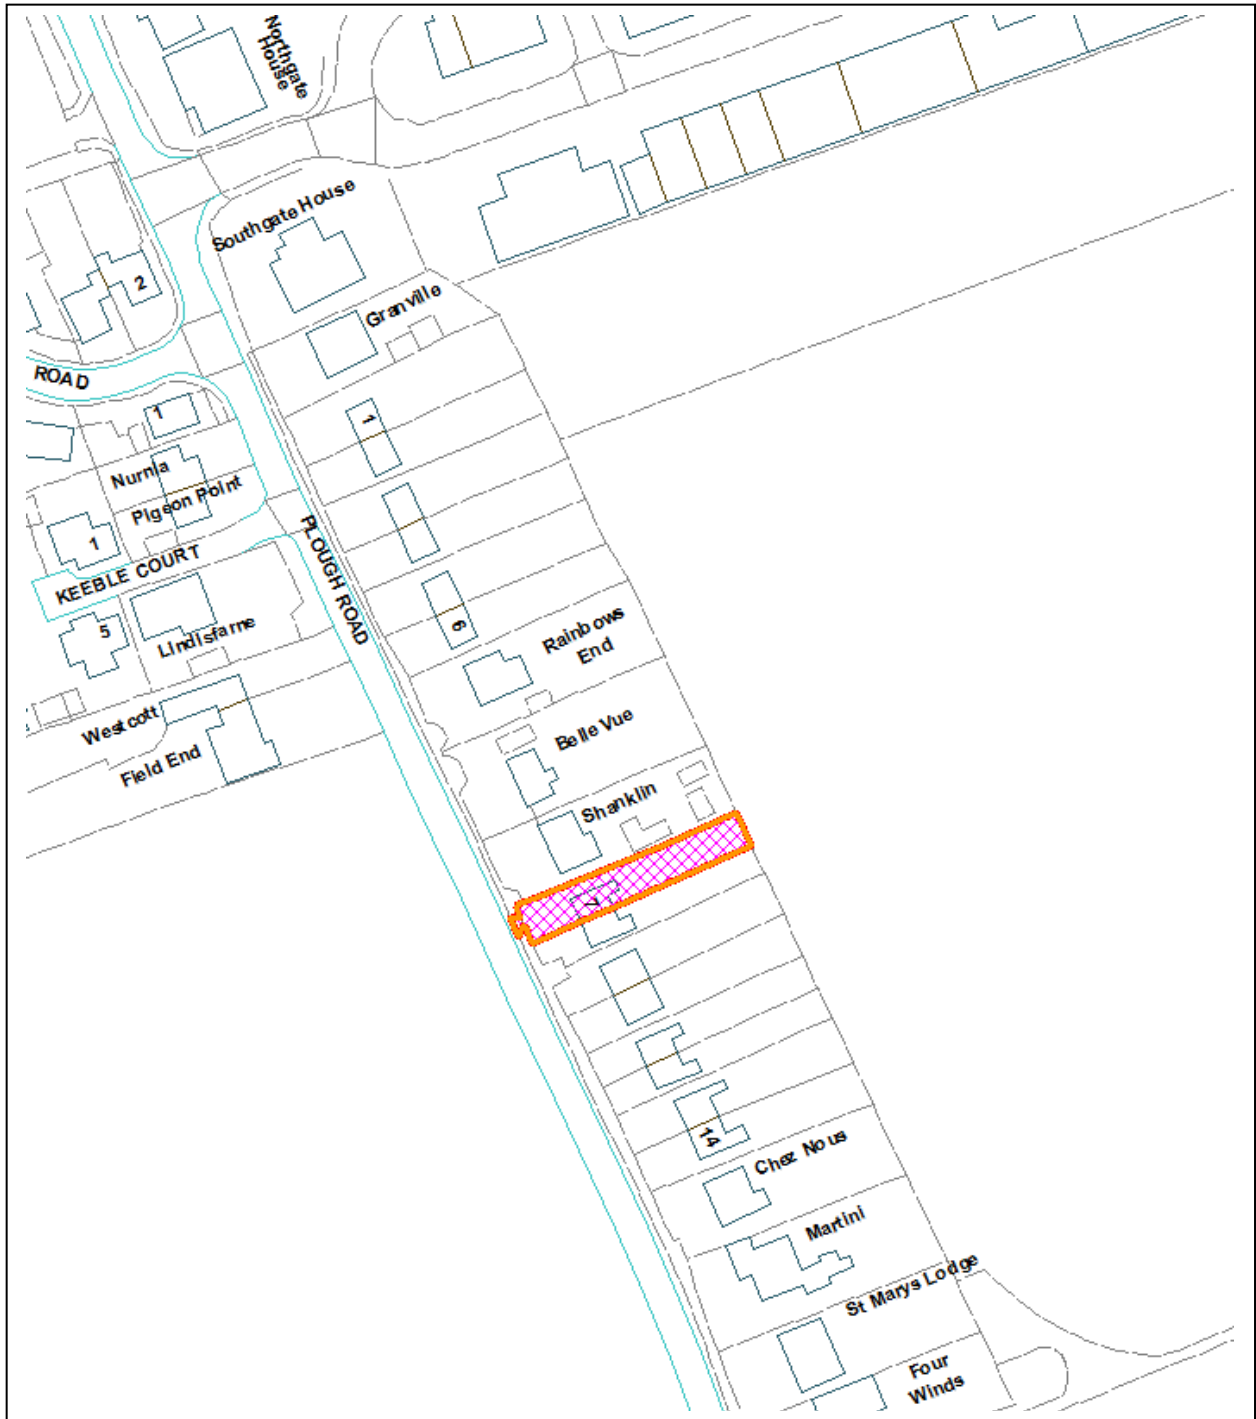 Northgate
House
Southgate House
2
Granville
ROAD
1
1
Nurnia
Pigeon Point
1
KEEBLE COURT
PLOUGH ROAD
5
Lindisfarne
6
Rainbows
End
Westcott
Field End
Belle Vue
Shanklin
7
14
Chez Nous
Martini
St Marys Lodge
Four
Winds